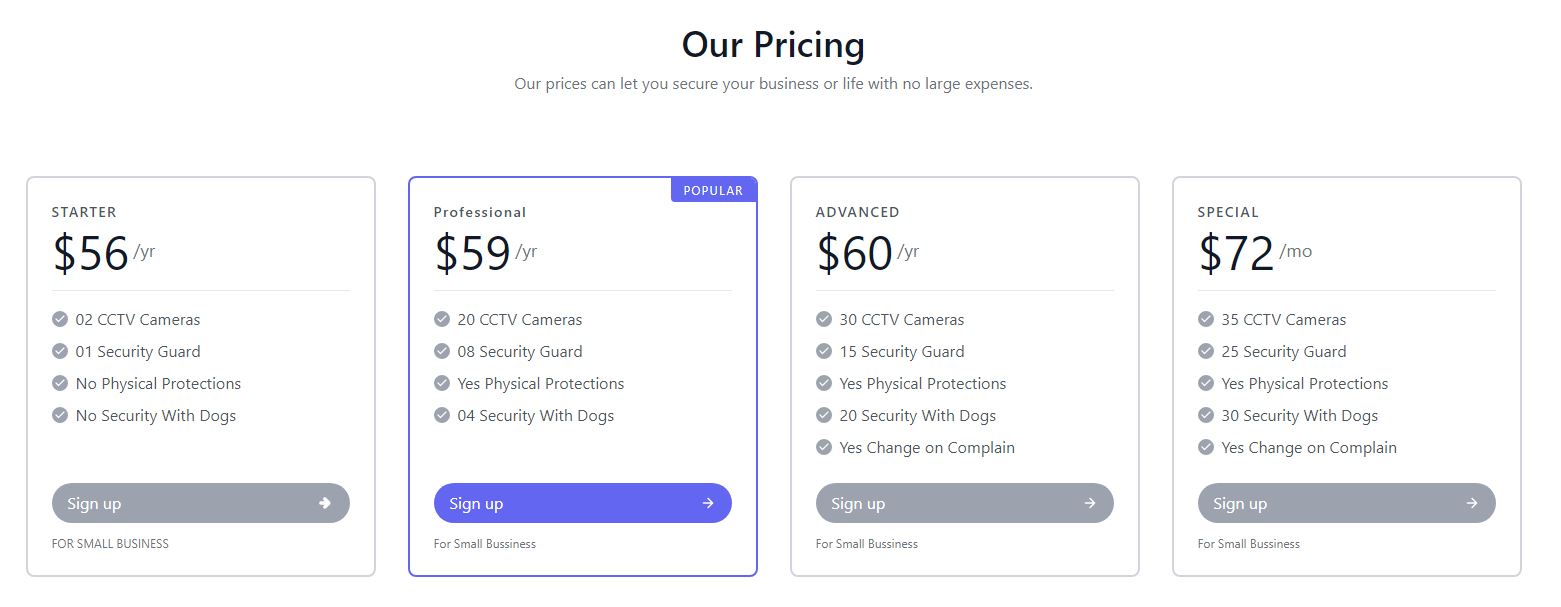 Our Pricing
Our prices can let you secure your business or life with no large expenses.
STARTER
$56 /yr
02 CCTV Cameras
01 Security Guard
No Physical Protections
No Security With Dogs
Sign up
FOR SMALL BUSSINESS
POPULAR
Professional
$59 /yr
20 CCTV Cameras
08 Security Guard
Yes Physical Protections
04 Security With Dogs
Sign up
For Small Bussiness
ADVANCED
$60 /yr
30 CCTV Cameras
15 Security Guard
Yes Physical Protections
20 Security With Dogs
Yes Change on Complain
Sign up
For Small Bussiness
SPECIAL
$72 /mo
35 CCTV Cameras
25 Security Guard
Yes Physical Protections
30 Security With Dogs
Yes Change on Complain
Sign up
For Small Bussiness